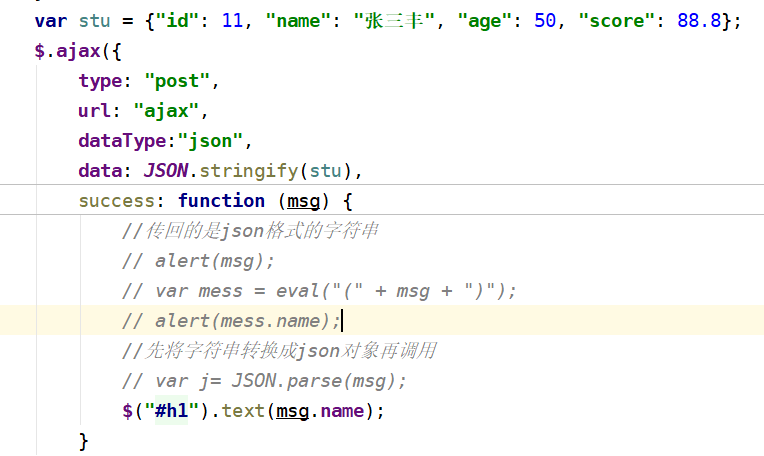 var stu = {"id": 11, "name": "张三丰", "age": 50, "score": 88.8};
$.ajax({
type: "post",
url: "ajax",
dataType:"json",
data: JSON.stringify(stu),
success: function (msg) {
//传回的是json格式的字符串
// alert(msg);
// var mess = eval("(" + msg + ")");
// alert(mess.name);
//先将字符串转换成json对象再调用
// var j= JSON.parse(msg);
$("#h1").text(msg.name);
}